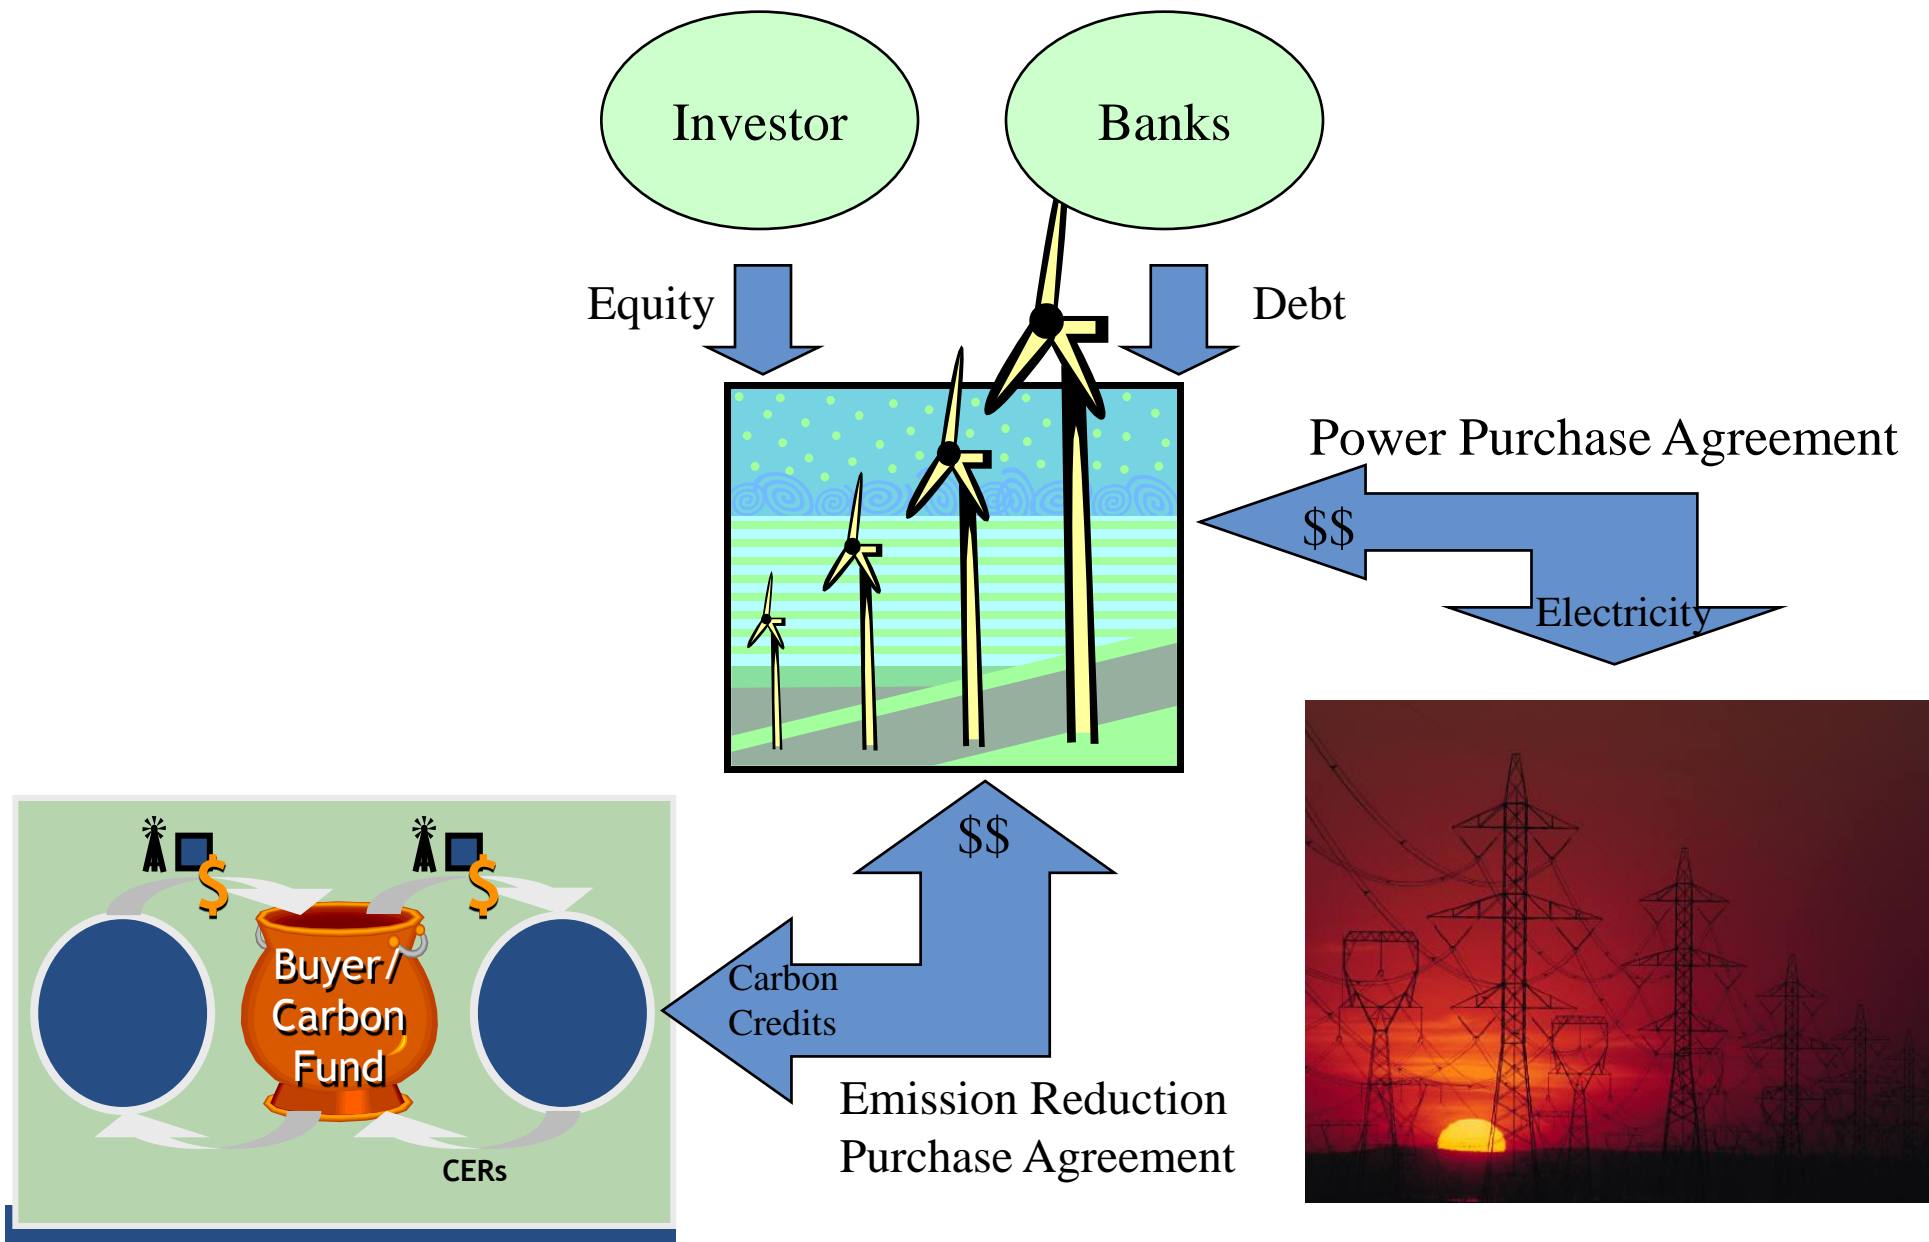 Investor
Banks
Equity
Debt
Power Purchase Agreement
$$
Electricity
$$
$
$
Buyer/
Carbon
Fund
Carbon
Credits
CERs
Emission Reduction
Purchase Agreement